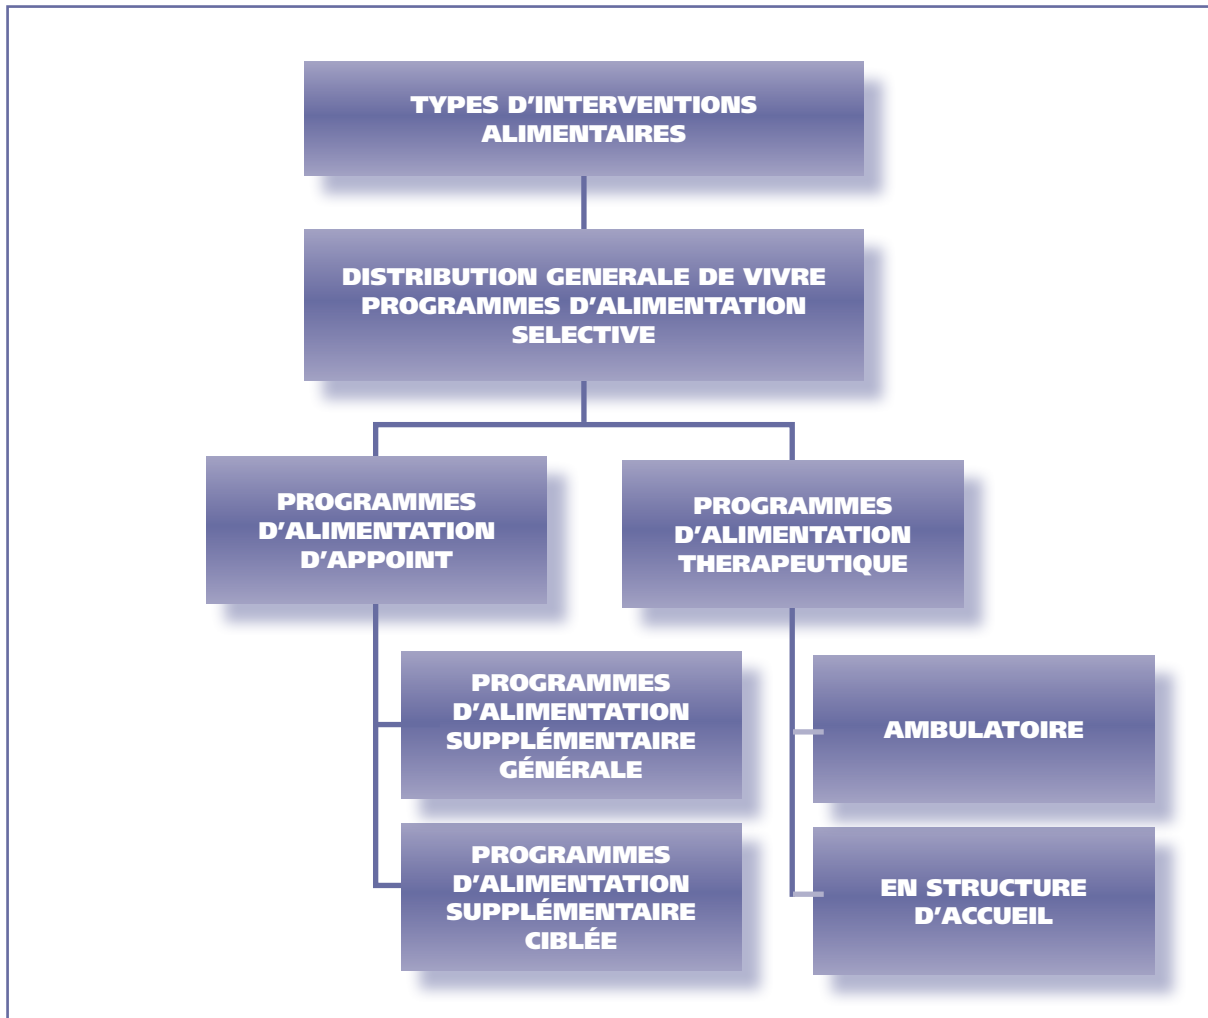 TYPES D’INTERVENTIONS
ALIMENTAIRES
DISTRIBUTION GENERALE DE VIVRE
PROGRAMMES D’ALIMENTATION
SELECTIVE
PROGRAMMES
D’ALIMENTATION
D’APPOINT
PROGRAMMES
D’ALIMENTATION
THERAPEUTIQUE
PROGRAMMES
D’ALIMENTATION
SUPPLÉMENTAIRE
GÉNÉRALE
AMBULATOIRE
PROGRAMMES
D’ALIMENTATION
SUPPLÉMENTAIRE
CIBLÉE
EN STRUCTURE
D’ACCUEIL